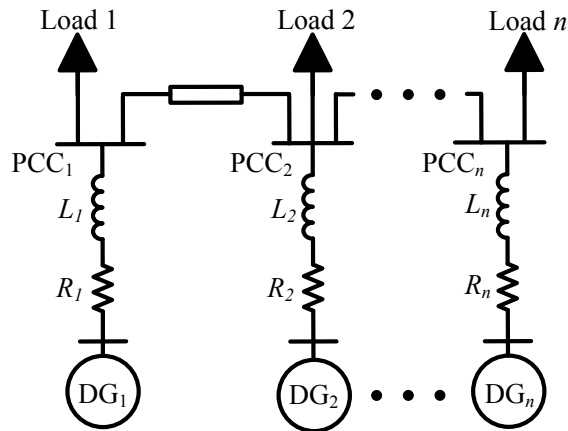 Load 1 Load 2 Load n
PCC₁ PCC₂ PCCₙ
L₁ L₂ Lₙ
R₁ R₂ Rₙ
DG₁ DG₂ DGₙ